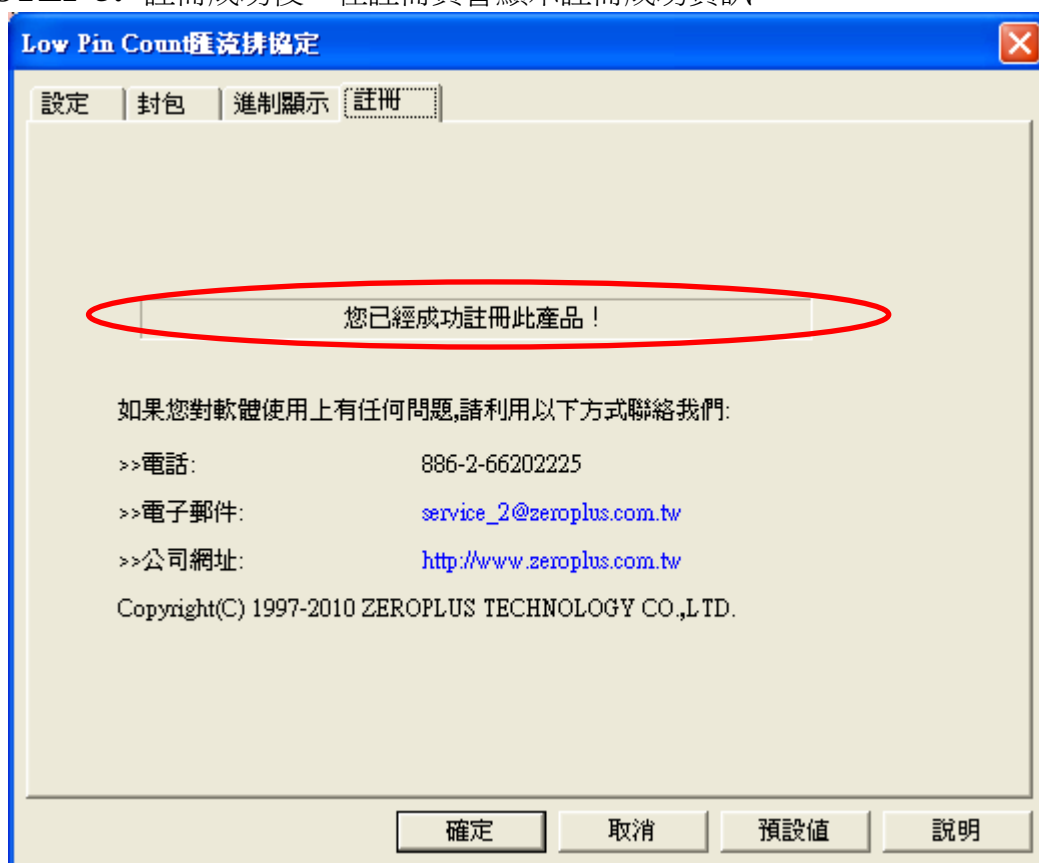 Low Pin Count匯流排協定
設定 封包 進制顯示 註冊
您已經成功註冊此產品！
如果您對軟體使用上有任何問題,請利用以下方式聯絡我們:
>>電話: 886-2-66202225
>>電子郵件: service_2@zeroplus.com.tw
>>公司網址: http://www.zeroplus.com.tw
Copyright(C) 1997-2010 ZEROPLUS TECHNOLOGY CO.,LTD.
確定 取消 預設值 說明